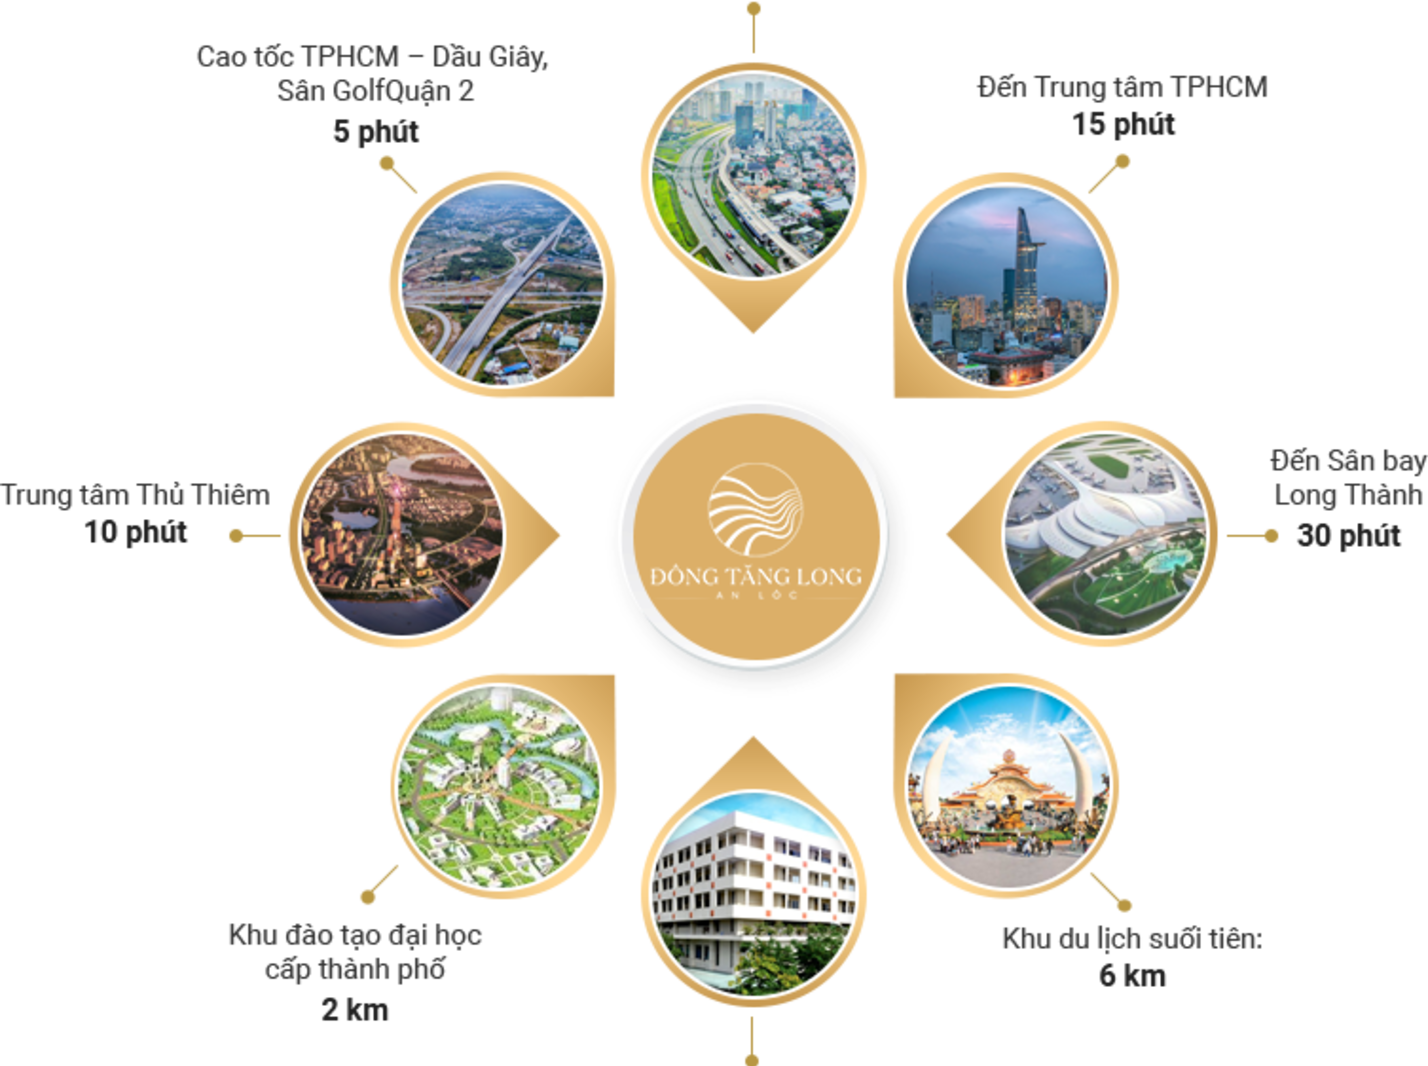 Cao tốc TPHCM – Dầu Giây,
Sân GolfQuận 2
5 phút
Đến Trung tâm TPHCM
15 phút
Trung tâm Thủ Thiêm
10 phút
ĐÔNG TĂNG LONG
AN LỘC
Đến Sân bay
Long Thành
30 phút
Khu đào tạo đại học
cấp thành phố
2 km
Khu du lịch suối tiên:
6 km